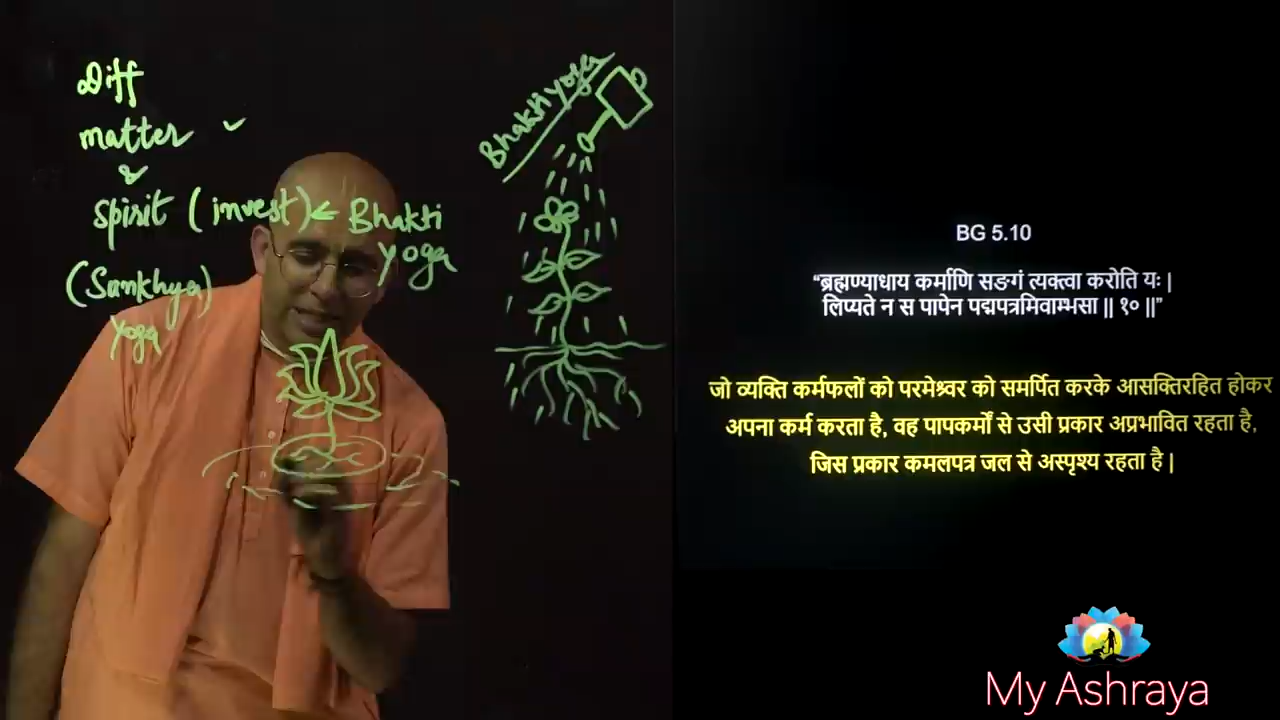 Diff
matter
&
Spirit (invest) ← Bhakti
yoga
(Sankhya)
yoga
Bhakti yoga
BG 5.10
“ब्रह्मण्याधाय कर्माणि सङगं त्यक्त्वा करोति यः |
लिप्यते न स पापेन पद्मपत्रमिवाम्भसा || १० ||”
जो व्यक्ति कर्मफलों को परमेश्र्वर को समर्पित करके आसक्तिरहित होकर
अपना कर्म करता है, वह पापकर्मों से उसी प्रकार अप्रभावित रहता है,
जिस प्रकार कमलपत्र जल से अस्पृश्य रहता है |
My Ashraya